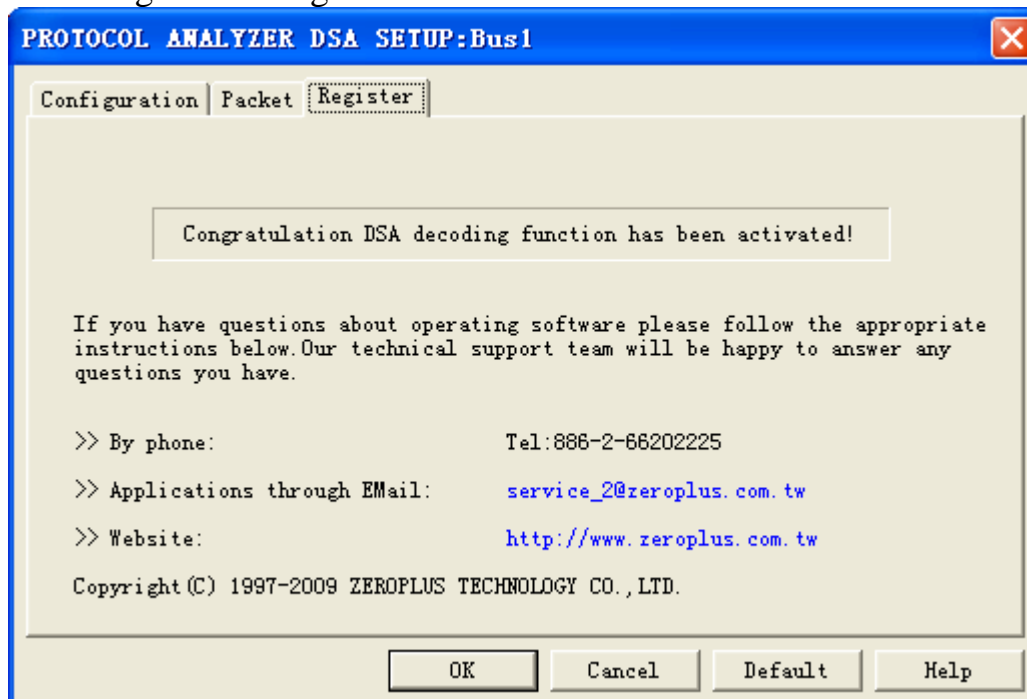 PROTOCOL ANALYZER DSA SETUP:Bus1
Configuration Packet Register
Congratulation DSA decoding function has been activated!
If you have questions about operating software please follow the appropriate
instructions below.Our technical support team will be happy to answer any
questions you have.
>> By phone: Tel:886-2-66202225
>> Applications through EMail: service_2@zeroplus.com.tw
>> Website: http://www.zeroplus.com.tw
Copyright(C) 1997-2009 ZEROPLUS TECHNOLOGY CO.,LTD.
OK Cancel Default Help